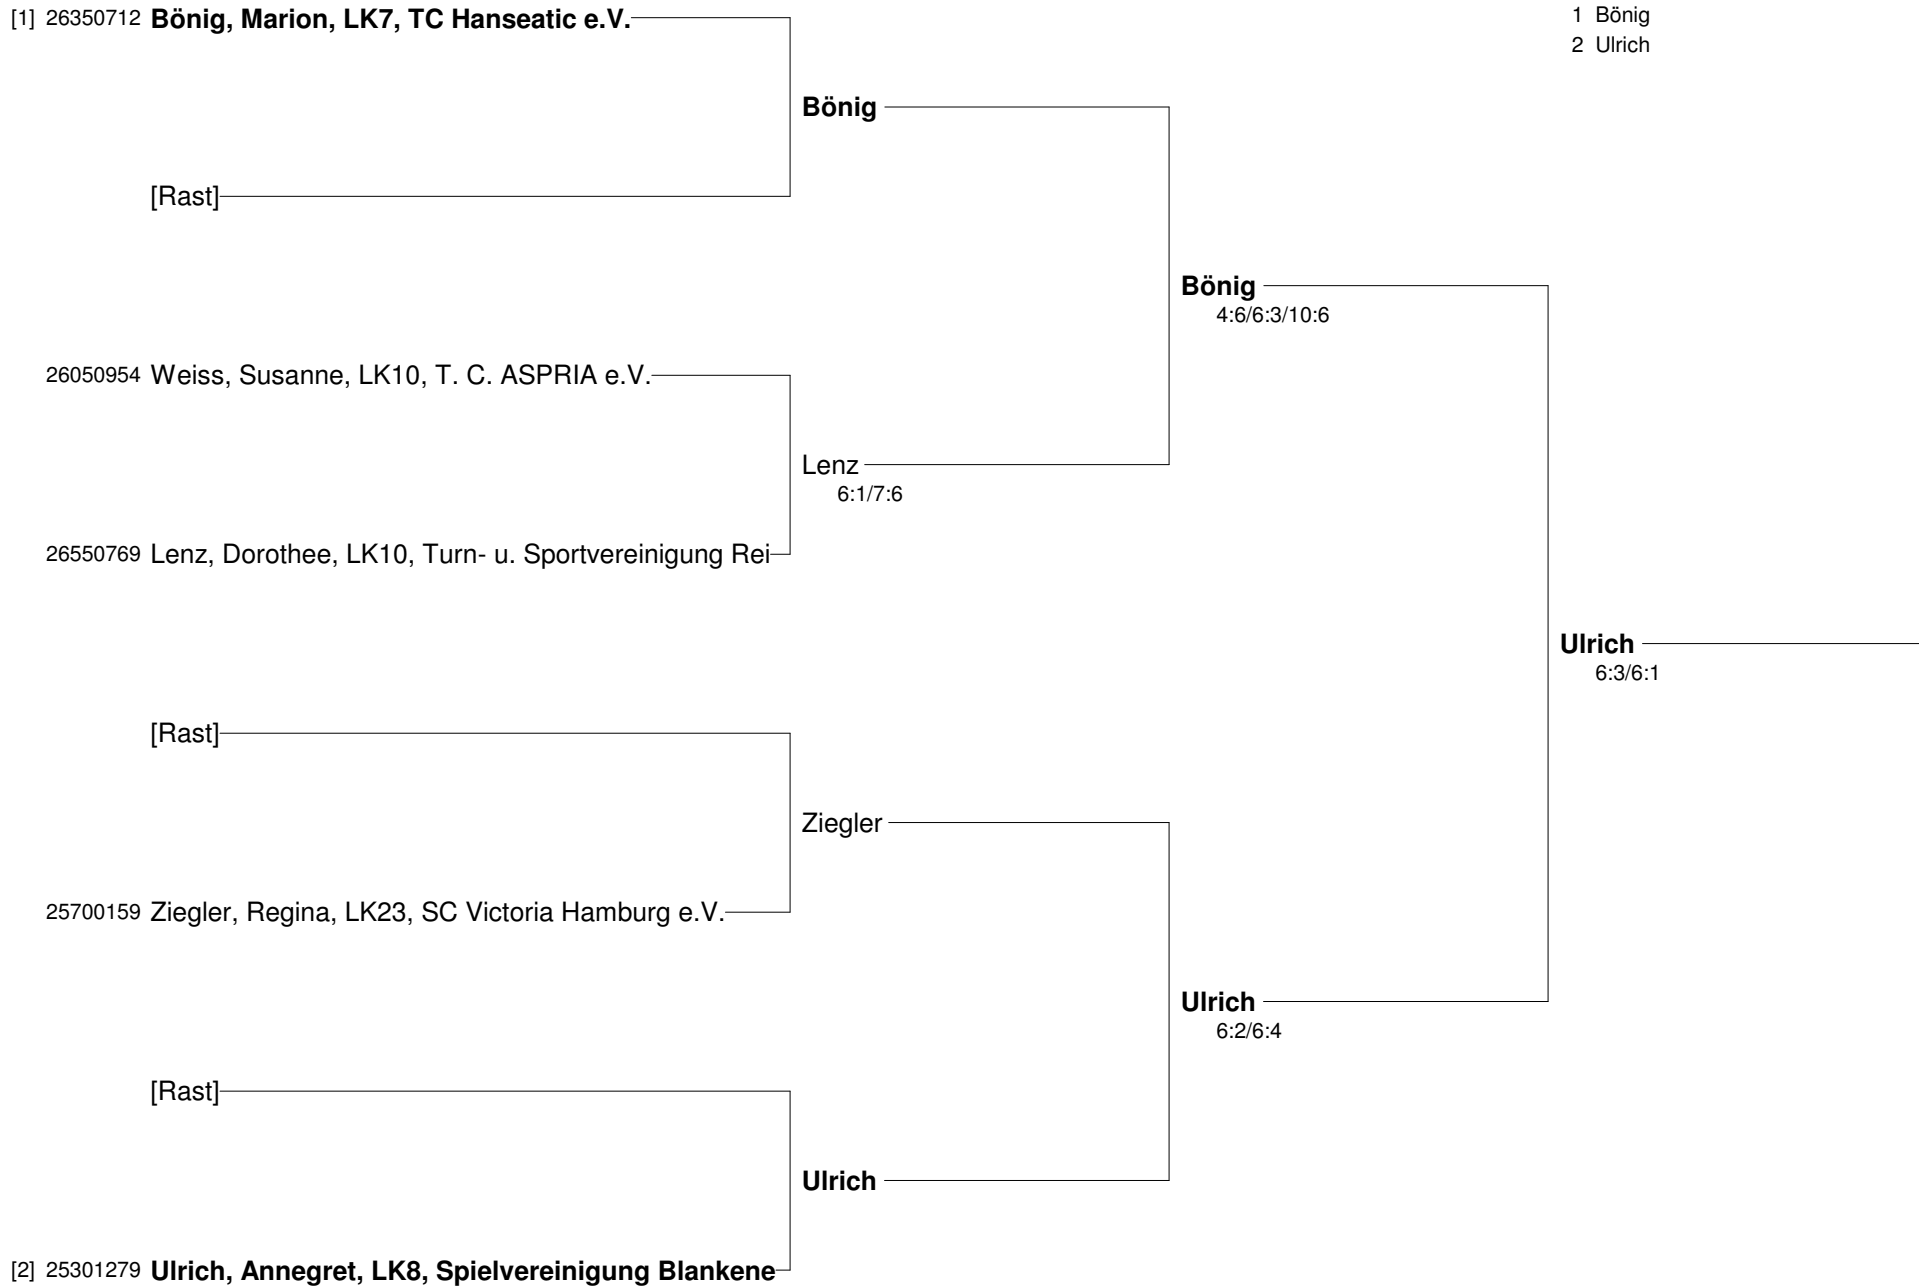 [1] 26350712 Bönig, Marion, LK7, TC Hanseatic e.V.
1 Bönig
2 Ulrich
Bönig
[Rast]
Bönig
4:6/6:3/10:6
26050954 Weiss, Susanne, LK10, T. C. ASPRIA e.V.
Lenz
6:1/7:6
26550769 Lenz, Dorothee, LK10, Turn- u. Sportvereinigung Rei
Ulrich
6:3/6:1
[Rast]
Ziegler
25700159 Ziegler, Regina, LK23, SC Victoria Hamburg e.V.
Ulrich
6:2/6:4
[Rast]
Ulrich
[2] 25301279 Ulrich, Annegret, LK8, Spielvereinigung Blankene